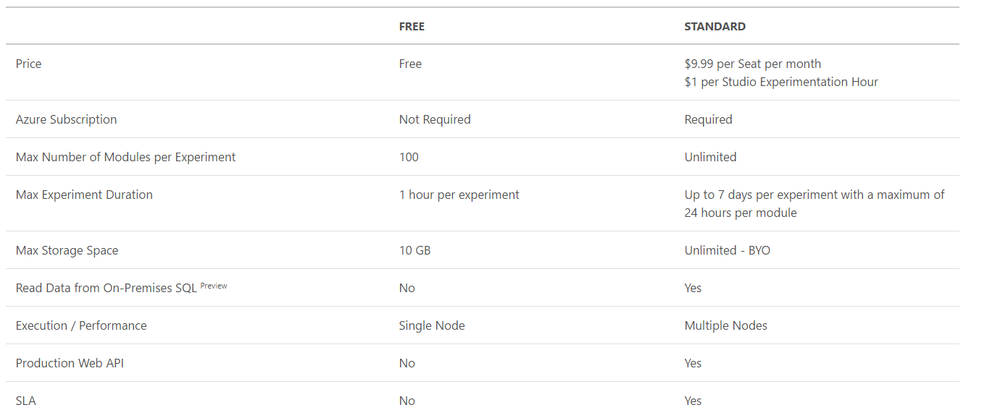 FREE STANDARD
Price Free $9.99 per Seat per month
$1 per Studio Experimentation Hour
Azure Subscription Not Required Required
Max Number of Modules per Experiment 100 Unlimited
Max Experiment Duration 1 hour per experiment Up to 7 days per experiment with a maximum of
24 hours per module
Max Storage Space 10 GB Unlimited - BYO
Read Data from On-Premises SQL Preview No Yes
Execution / Performance Single Node Multiple Nodes
Production Web API No Yes
SLA No Yes